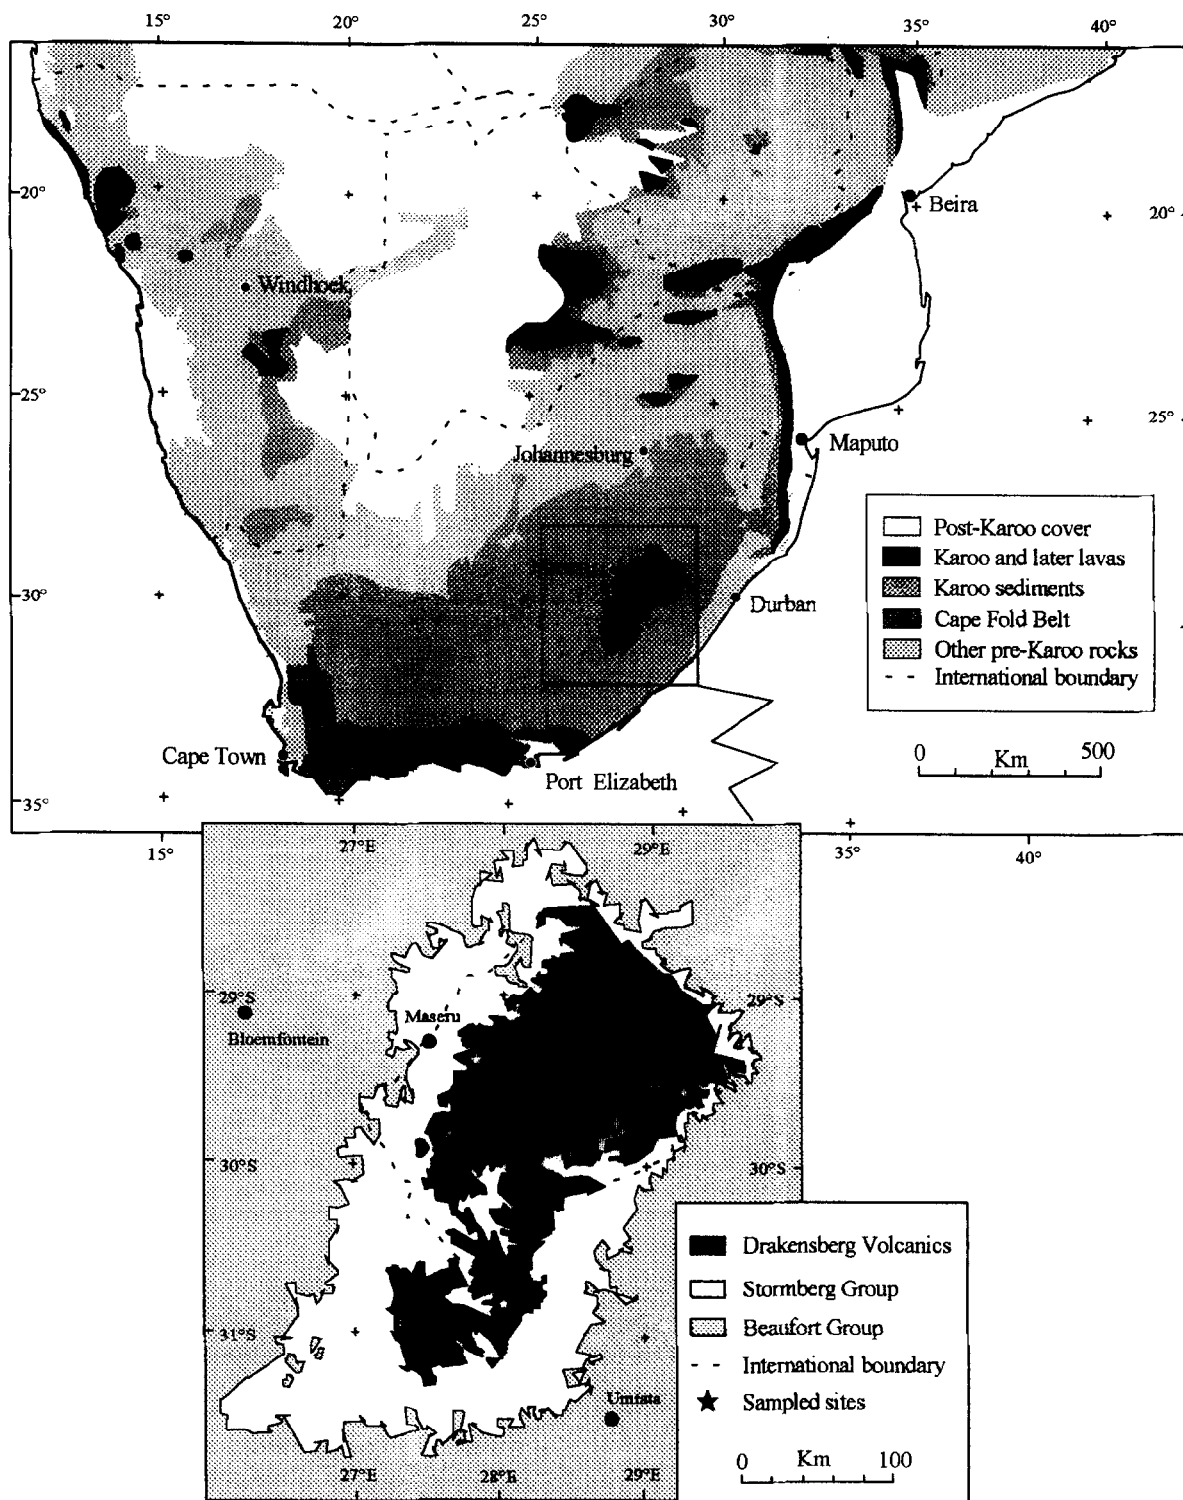 15° 20° 25° 30° 35° 40°
20° Beira 20°
Windhoek
25° 25°
Johannesburg Maputo
Post-Karoo cover
Karoo and later lavas
Karoo sediments
Cape Fold Belt
Other pre-Karoo rocks
International boundary
30° Durban
Cape Town
Port Elizabeth
0 Km 500
35°
15° 35° 40°
27°E 29°E
29°S 29°S
Maseru
Bloemfontein
30°S 30°S
Drakensberg Volcanics
Stormberg Group
Beaufort Group
International boundary
Sampled sites
31°S
Umtata
0 Km 100
27°E 28°E 29°E